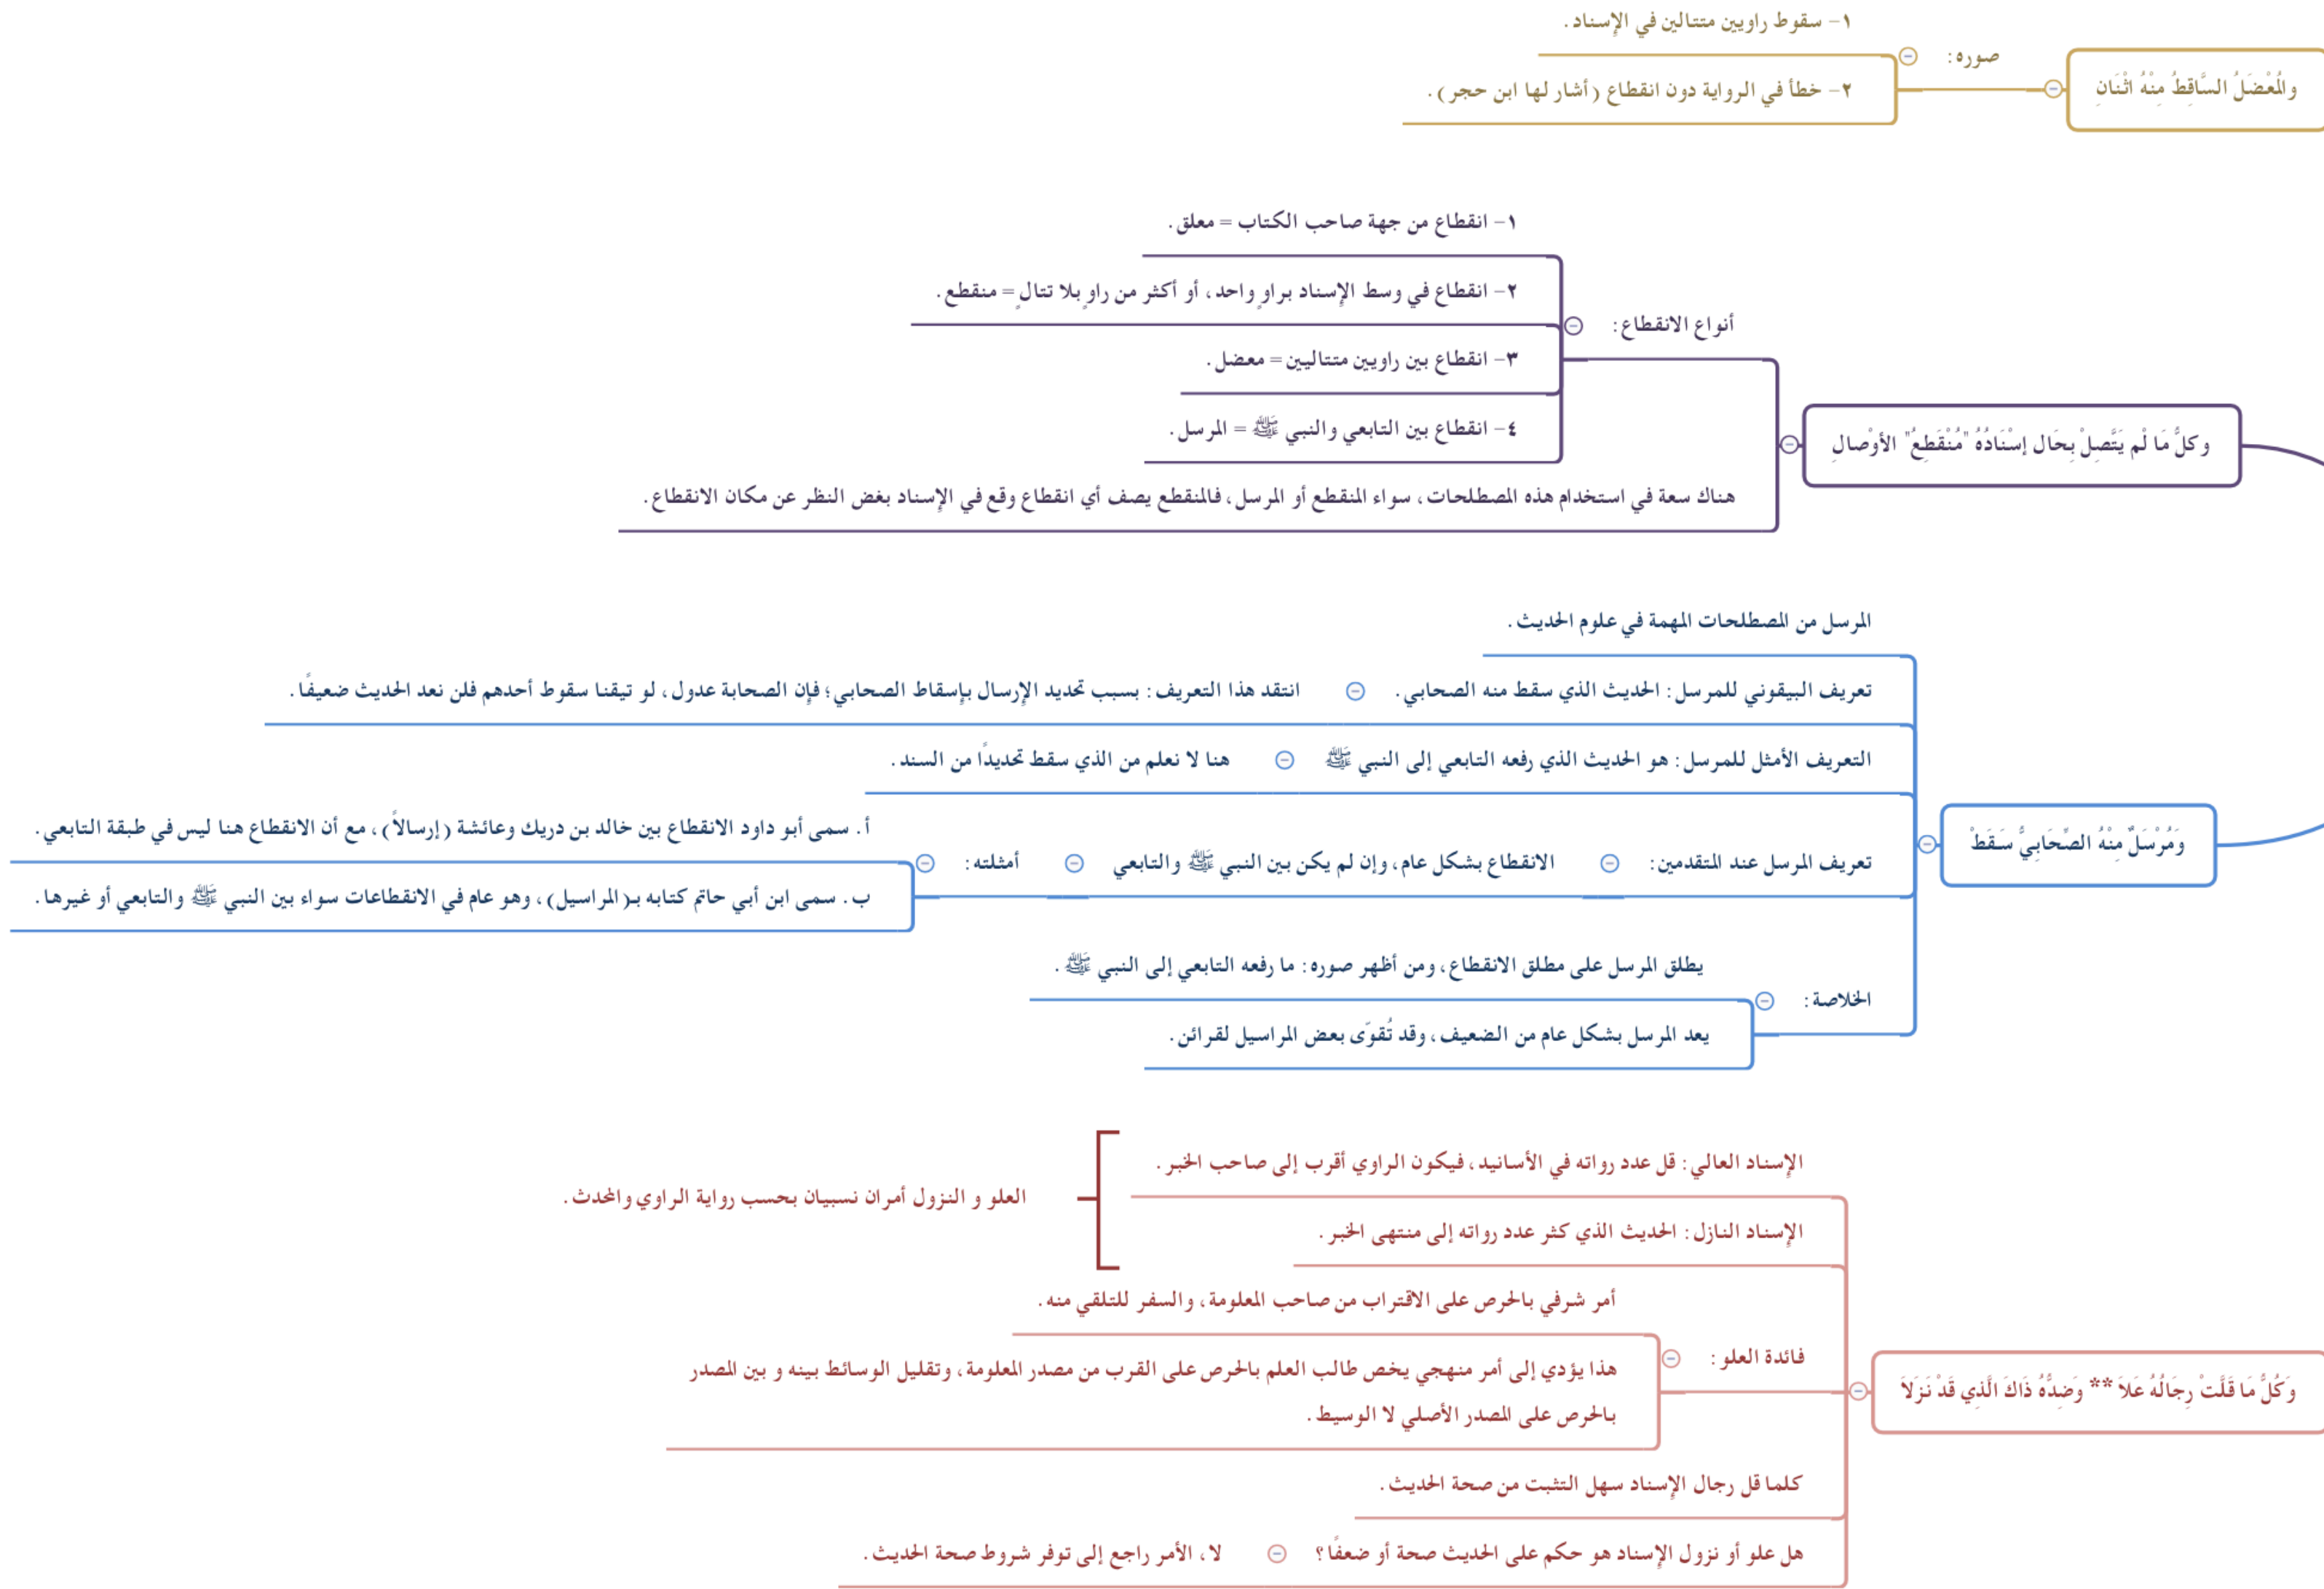 والمُعْضَلُ السَّاقِطُ مِنْهُ اثْنَانِ
صوره:
١- سقوط راويين متتالين في الإسناد.
٢- خطأ في الرواية دون انقطاع (أشار لها ابن حجر).
وكلُّ مَا لْم يَتَّصِلْ بِحَال إسْنَادُهُ "مُنْقَطِعُ" الأوْصالِ
أنواع الانقطاع:
١- انقطاع من جهة صاحب الكتاب = معلق.
٢- انقطاع في وسط الإسناد براوٍ واحد، أو أكثر من راوٍ بلا تتالٍ = منقطع.
٣- انقطاع بين راويين متتاليين = معضل.
٤- انقطاع بين التابعي والنبي ﷺ = المرسل.
هناك سعة في استخدام هذه المصطلحات، سواء المنقطع أو المرسل، فالمنقطع يصف أي انقطاع وقع في الإسناد بغض النظر عن مكان الانقطاع.
وَمُرْسَلٌ مِنْهُ الصِّحَابِيُّ سَقَطْ
المرسل من المصطلحات المهمة في علوم الحديث.
تعريف البيقوني للمرسل: الحديث الذي سقط منه الصحابي.
انتقد هذا التعريف: بسبب تحديد الإرسال بإسقاط الصحابي؛ فإن الصحابة عدول، لو تيقنا سقوط أحدهم فلن نعد الحديث ضعيفًا.
التعريف الأمثل للمرسل: هو الحديث الذي رفعه التابعي إلى النبي ﷺ
هنا لا نعلم من الذي سقط تحديدًا من السند.
تعريف المرسل عند المتقدمين:
الانقطاع بشكل عام، وإن لم يكن بين النبي ﷺ والتابعي
أمثلته:
أ. سمى أبو داود الانقطاع بين خالد بن دريك وعائشة (إرسالاً)، مع أن الانقطاع هنا ليس في طبقة التابعي.
ب. سمى ابن أبي حاتم كتابه بـ(المراسيل)، وهو عام في الانقطاعات سواء بين النبي ﷺ والتابعي أو غيرها.
الخلاصة:
يطلق المرسل على مطلق الانقطاع، ومن أظهر صوره: ما رفعه التابعي إلى النبي ﷺ.
يعد المرسل بشكل عام من الضعيف، وقد تُقوّى بعض المراسيل لقرائن.
وَكُلُّ مَا قَلَّتْ رِجَالُهُ عَلاَ ** وَضِدُّهُ ذَاكَ الَّذِي قَدْ نَزَلاَ
الإسناد العالي: قل عدد رواته في الأسانيد، فيكون الراوي أقرب إلى صاحب الخبر.
الإسناد النازل: الحديث الذي كثر عدد رواته إلى منتهى الخبر.
العلو و النزول أمران نسبيان بحسب رواية الراوي والمحدث.
فائدة العلو:
أمر شرفي بالحرص على الاقتراب من صاحب المعلومة، والسفر للتلقي منه.
هذا يؤدي إلى أمر منهجي يخص طالب العلم بالحرص على القرب من مصدر المعلومة، وتقليل الوسائط بينه و بين المصدر
بالحرص على المصدر الأصلي لا الوسيط.
كلما قل رجال الإسناد سهل التثبت من صحة الحديث.
هل علو أو نزول الإسناد هو حكم على الحديث صحة أو ضعفًا؟
لا، الأمر راجع إلى توفر شروط صحة الحديث.